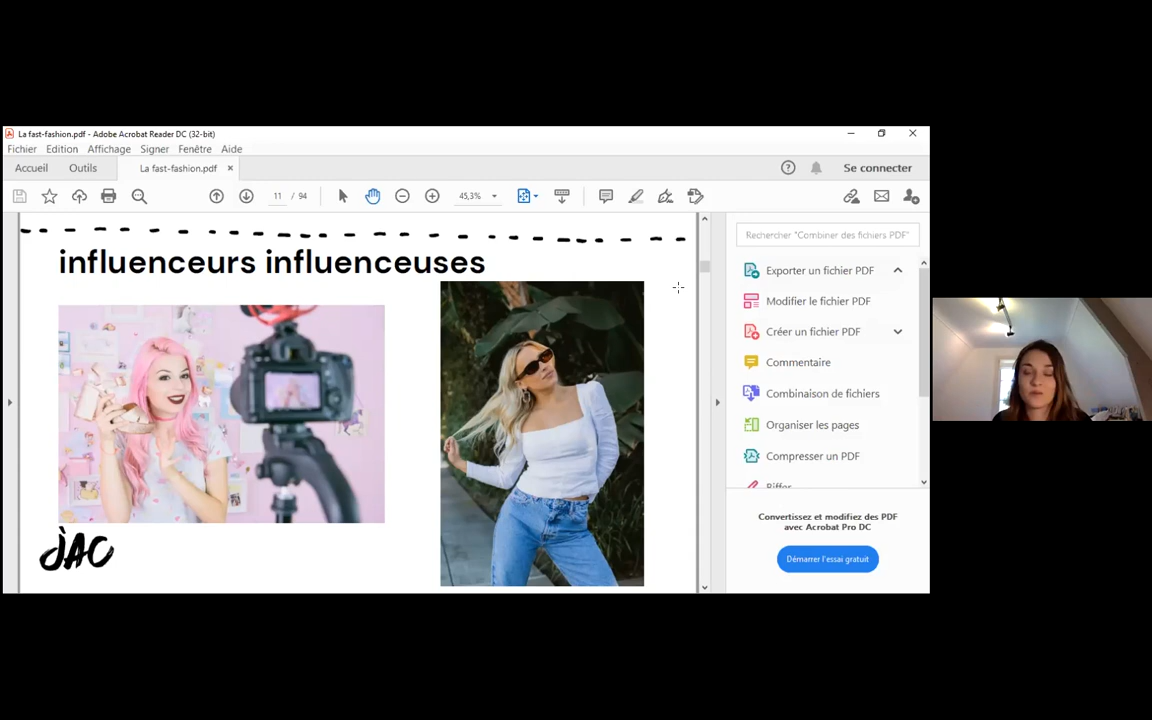 La fast-fashion.pdf - Adobe Acrobat Reader DC (32-bit)
Fichier Edition Affichage Signer Fenêtre Aide
Accueil Outils La fast-fashion.pdf × Se connecter
11 / 94 45,3%
influenceurs influenceuses
JAC
Rechercher "Combiner des fichiers PDF"
Exporter un fichier PDF
Modifier le fichier PDF
Créer un fichier PDF
Commentaire
Combinaison de fichiers
Organiser les pages
Compresser un PDF
Convertissez et modifiez des PDF
avec Acrobat Pro DC
Démarrer l'essai gratuit